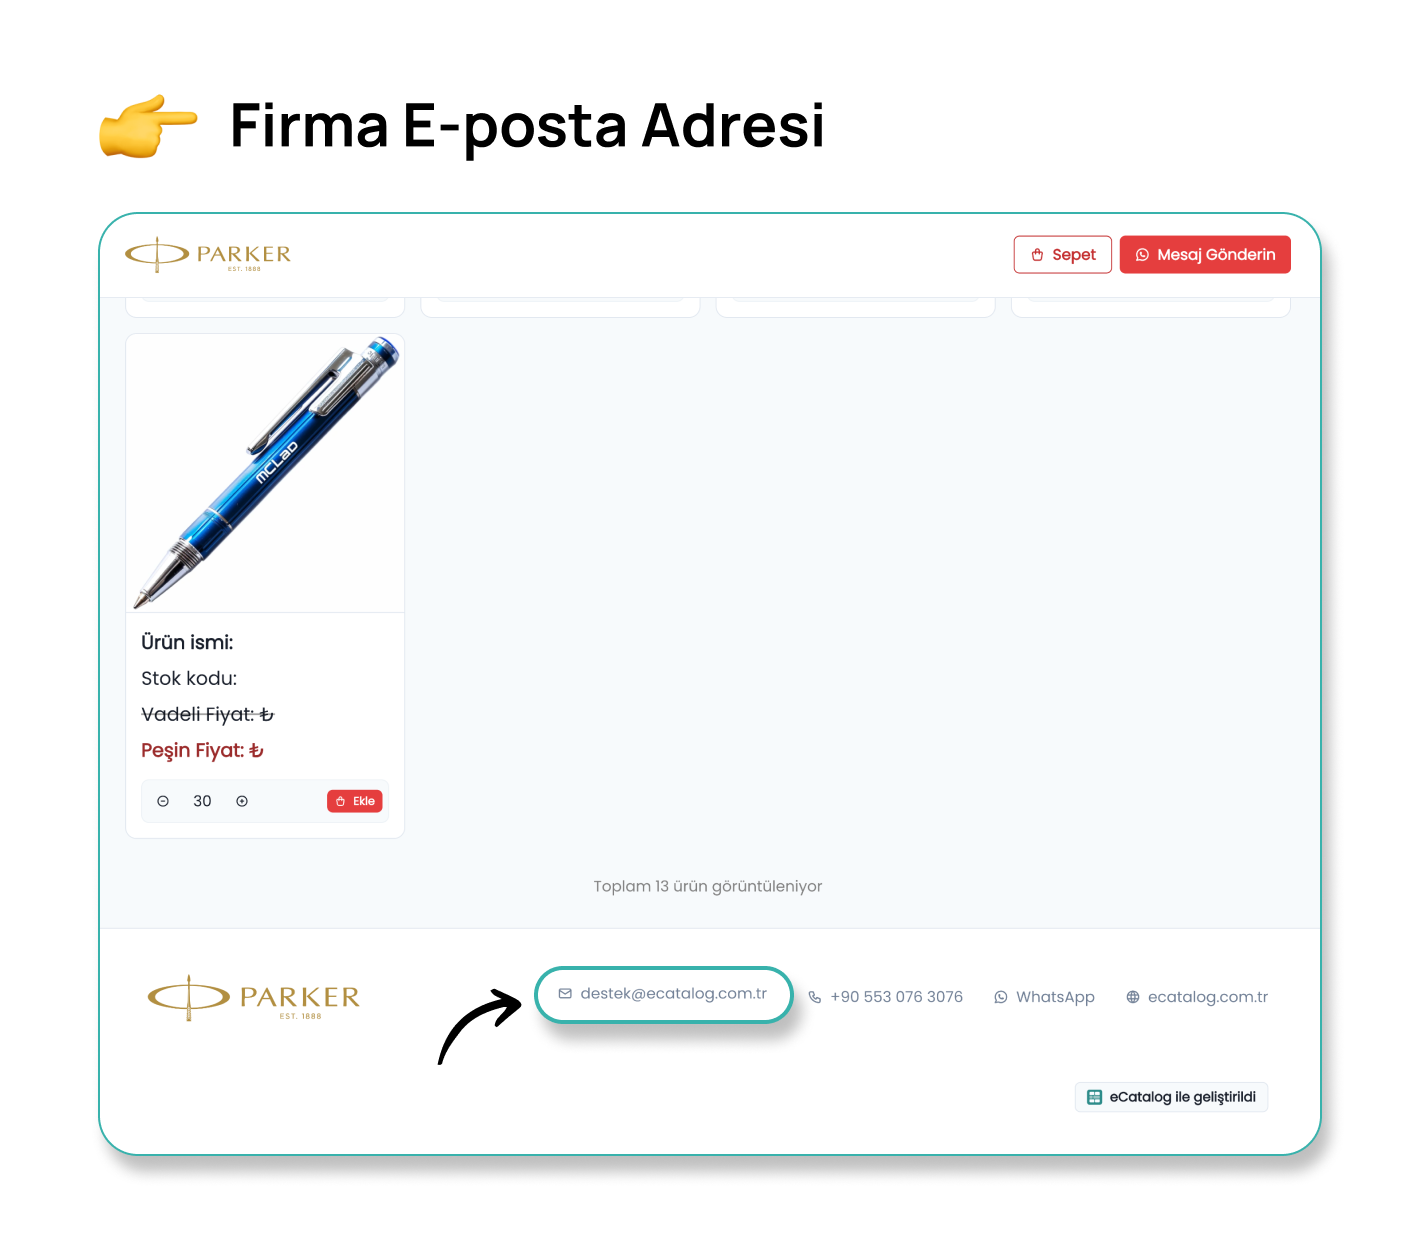 Firma E-posta Adresi
PARKER
EST. 1888
Sepet
Mesaj Gönderin
mCLaD
Ürün ismi:
Stok kodu:
Vadeli Fiyat: ₺
Peşin Fiyat: ₺
30
Ekle
Toplam 13 ürün görüntüleniyor
PARKER
EST. 1888
destek@ecatalog.com.tr
+90 553 076 3076
WhatsApp
ecatalog.com.tr
eCatalog ile geliştirildi